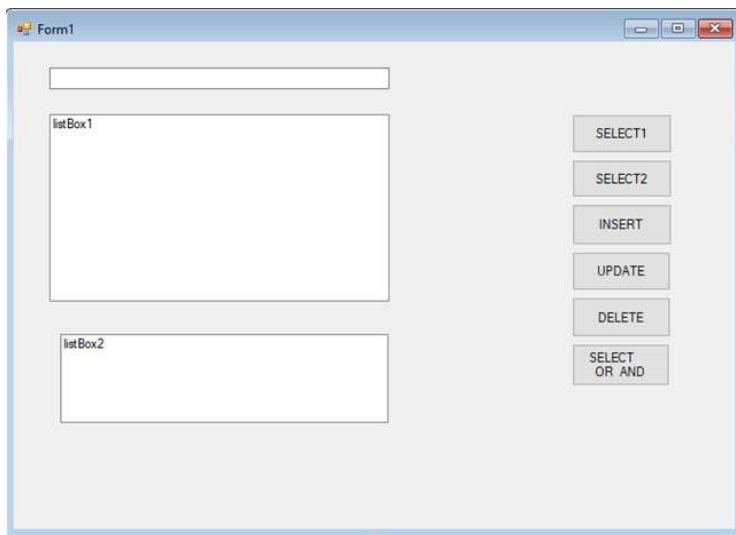 Form1
listBox1
SELECT1
SELECT2
INSERT
UPDATE
DELETE
listBox2
SELECT
OR AND